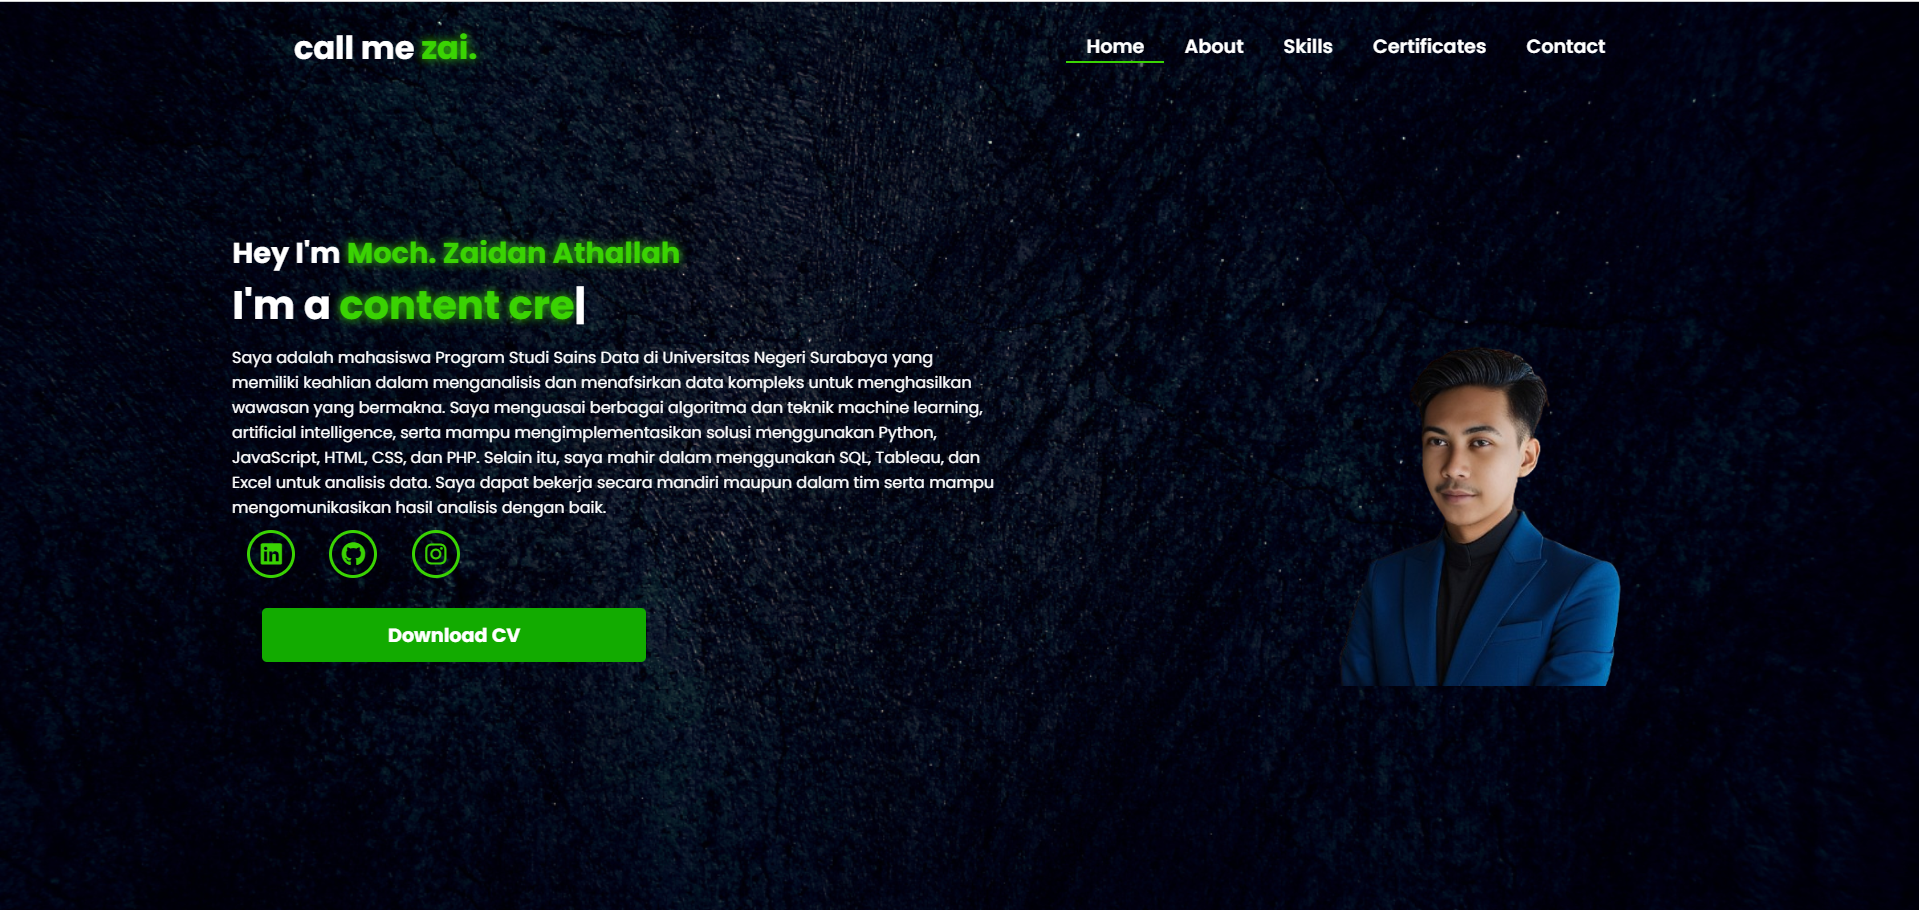 call me zai.
Home About Skills Certificates Contact
Hey I'm Moch. Zaidan Athallah
I'm a content cre|
Saya adalah mahasiswa Program Studi Sains Data di Universitas Negeri Surabaya yang
memiliki keahlian dalam menganalisis dan menafsirkan data kompleks untuk menghasilkan
wawasan yang bermakna. Saya menguasai berbagai algoritma dan teknik machine learning,
artificial intelligence, serta mampu mengimplementasikan solusi menggunakan Python,
JavaScript, HTML, CSS, dan PHP. Selain itu, saya mahir dalam menggunakan SQL, Tableau, dan
Excel untuk analisis data. Saya dapat bekerja secara mandiri maupun dalam tim serta mampu
mengomunikasikan hasil analisis dengan baik.
Download CV